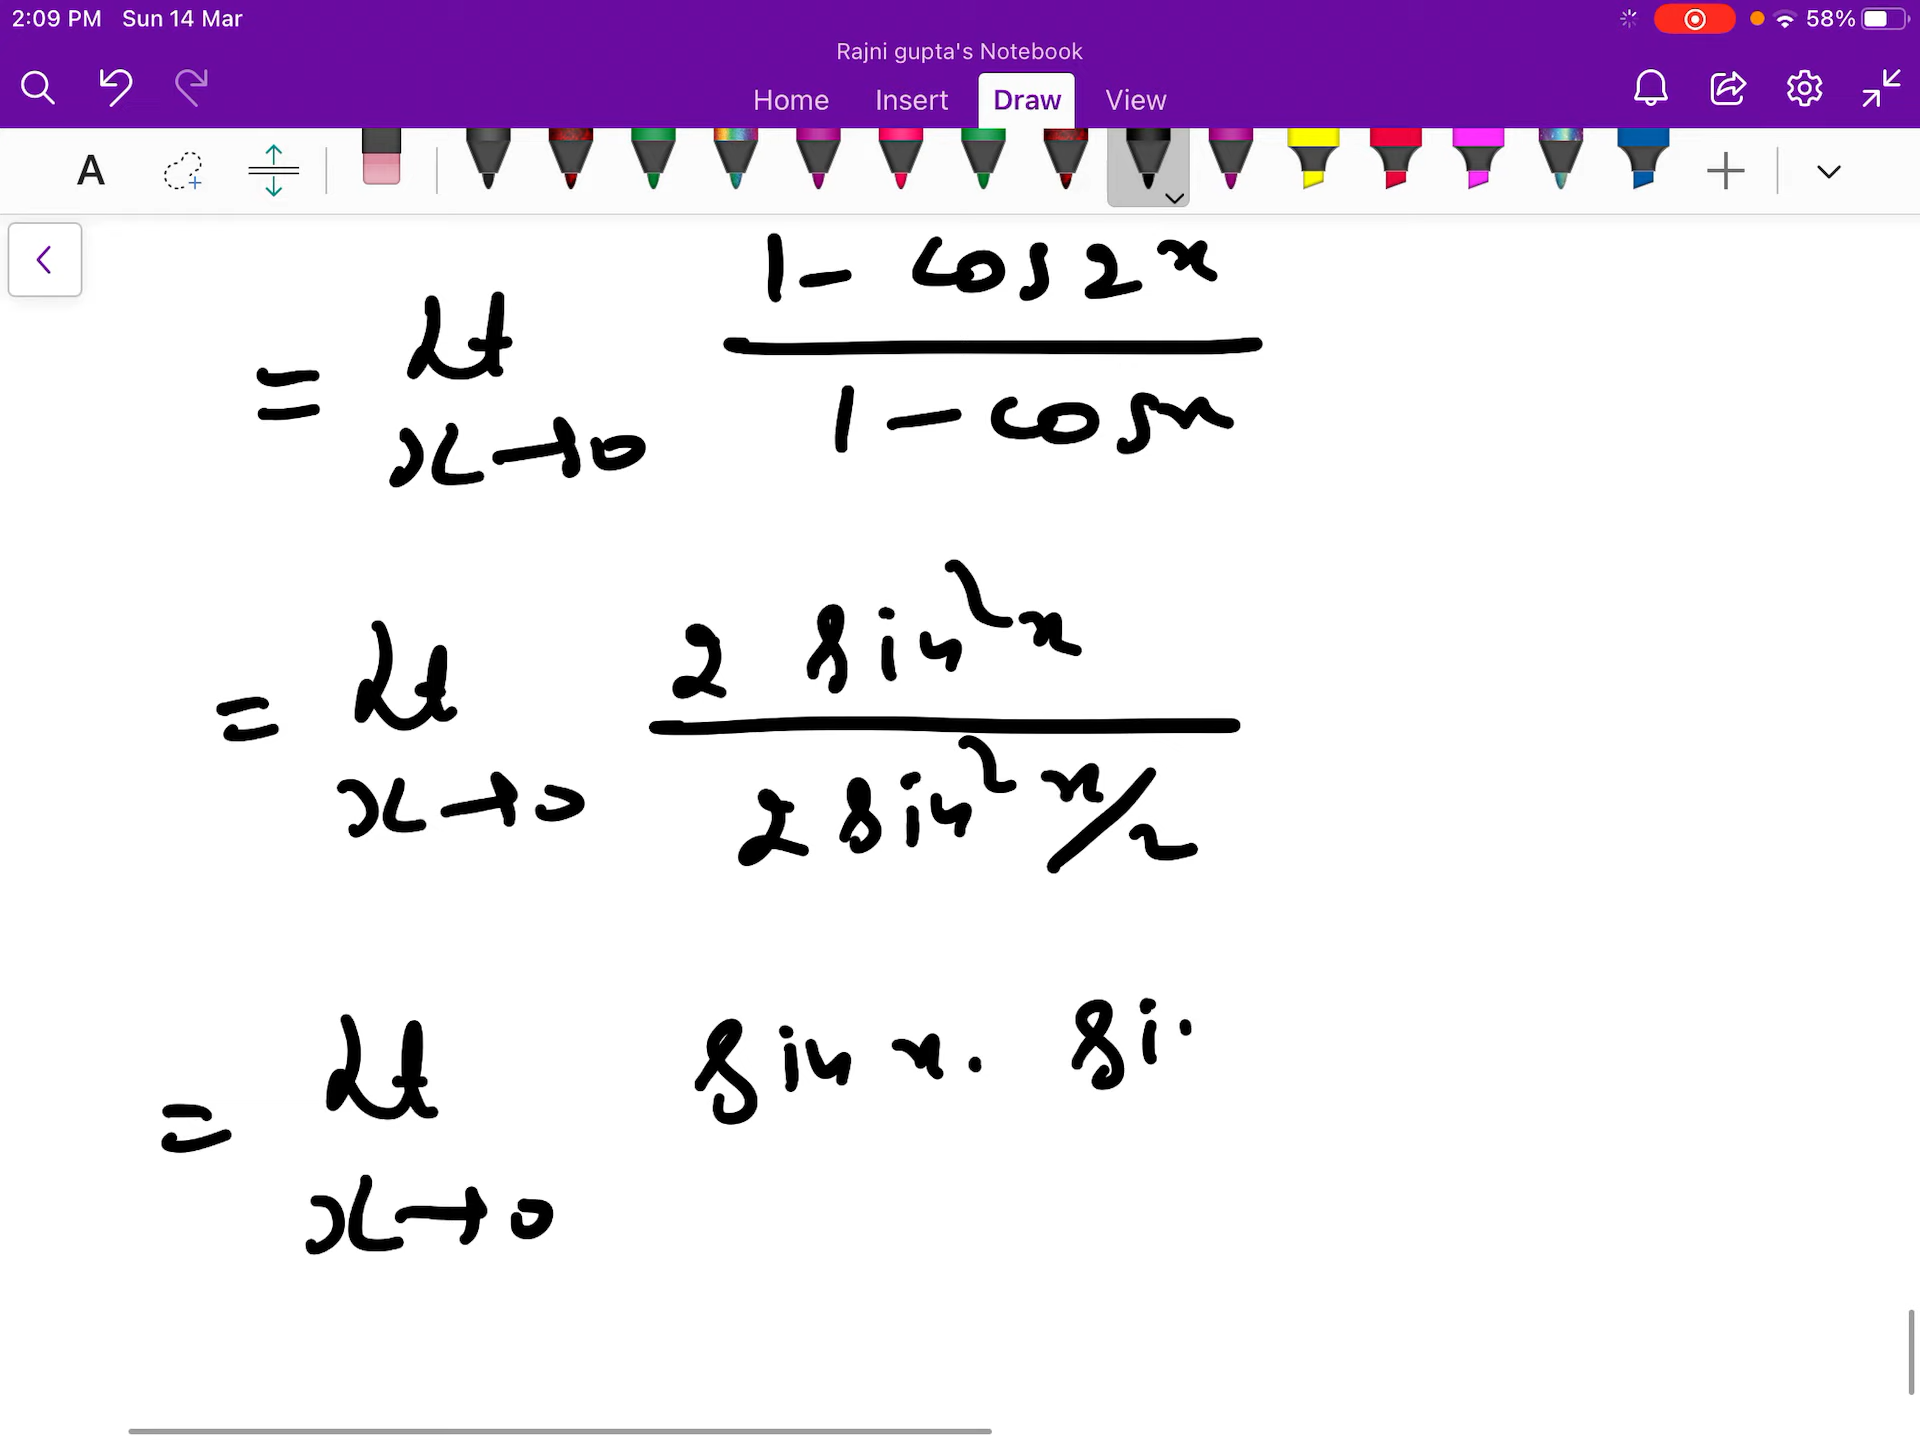 2:09 PM Sun 14 Mar
58%
Rajni gupta's Notebook
Home Insert Draw View
A
1 - cos 2x
= Lt
x→0
1 - cosx
2 sin²x
= Lt
x→0
2 sin² x/2
= Lt sin x. si.
x→0